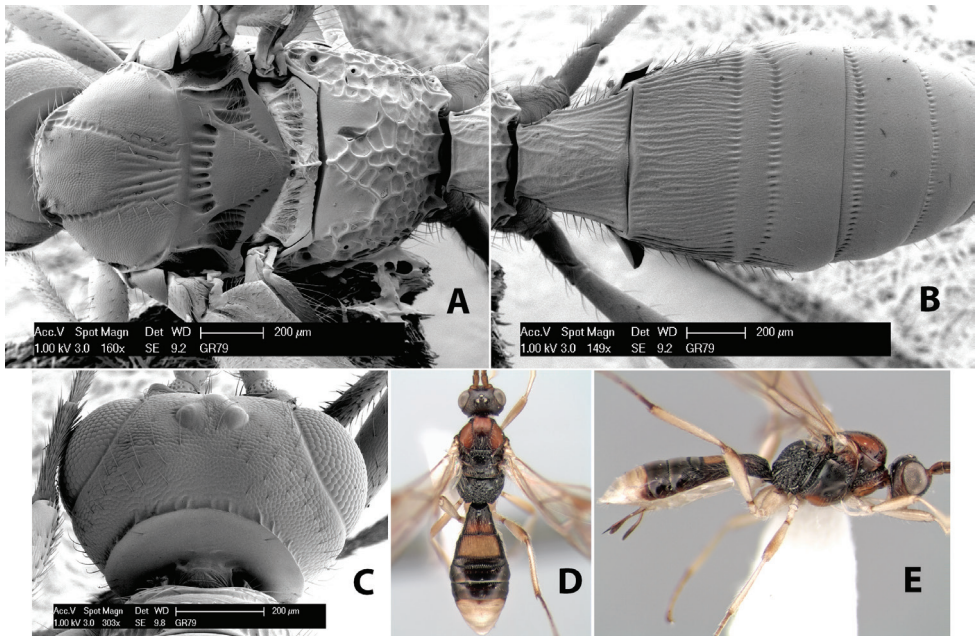 A
Acc.V Spot Magn Det WD 200 µm
1.00 kV 3.0 160x SE 9.2 GR79
B
Acc.V Spot Magn Det WD 200 µm
1.00 kV 3.0 149x SE 9.2 GR79
C
Acc.V Spot Magn Det WD 200 µm
1.00 kV 3.0 303x SE 9.8 GR79
D
E